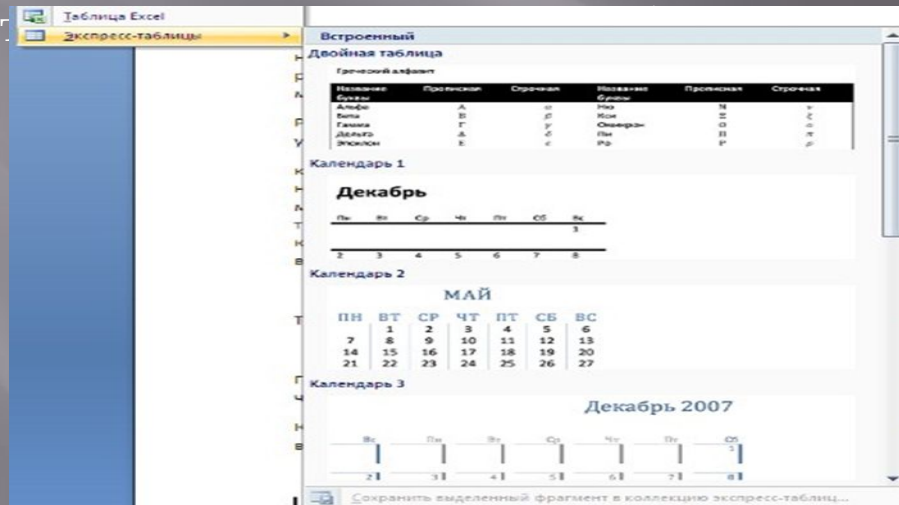 Таблица Excel
Экспресс-таблицы
Встроенный
Двойная таблица
Греческий алфавит
Название буквы Прописная Строчная Название буквы Прописная Строчная
Альфа Α α Ню Ν ν
Бета Β β Кси Ξ ξ
Гамма Γ γ Омикрон Ο ο
Дельта Δ δ Пи Π π
Эпсилон Ε ε Ро Ρ ρ
Календарь 1
Декабрь
Пн Вт Ср Чт Пт Сб Вс
1
2 3 4 5 6 7 8
Календарь 2
МАЙ
ПН ВТ СР ЧТ ПТ СБ ВС
1 2 3 4 5 6
7 8 9 10 11 12 13
14 15 16 17 18 19 20
21 22 23 24 25 26 27
Календарь 3
Декабрь 2007
Вс Пн Вт Ср Чт Пт Сб
1
2 3 4 5 6 7 8
Сохранить выделенный фрагмент в коллекцию экспресс-таблиц...